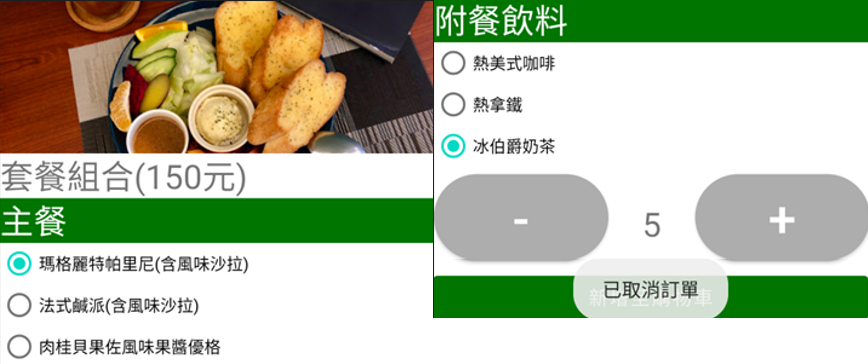 套餐組合(150元)
主餐
瑪格麗特帕里尼(含風味沙拉)
法式鹹派(含風味沙拉)
肉桂貝果佐風味果醬優格
附餐飲料
熱美式咖啡
熱拿鐵
冰伯爵奶茶
- 5 +
已取消訂單